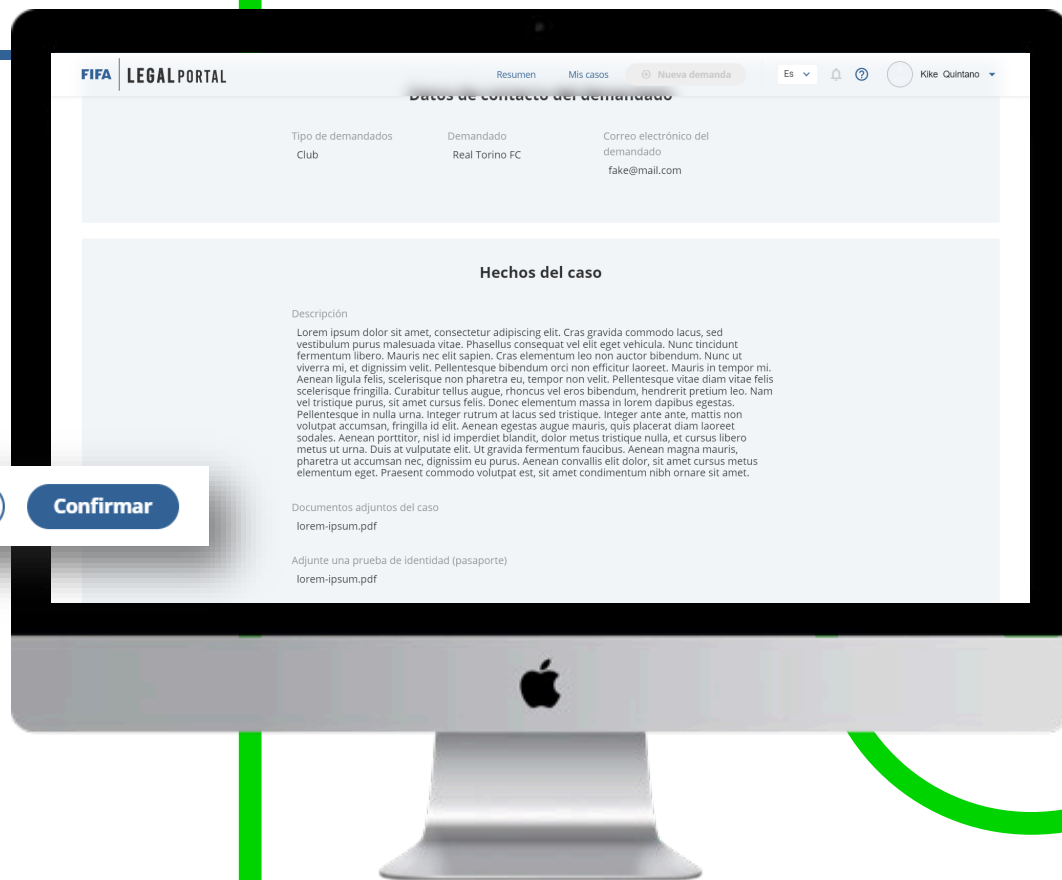 FIFA LEGALPORTAL
Resumen Mis casos Nueva demanda Es Kike Quintano
Datos de contacto del demandado
Tipo de demandados Demandado Correo electrónico del
demandado
Club Real Torino FC
fake@mail.com
Hechos del caso
Descripción
Lorem ipsum dolor sit amet, consectetur adipiscing elit. Cras gravida commodo lacus, sed
vestibulum purus malesuada vitae. Phasellus consequat vel elit eget vehicula. Nunc tincidunt
fermentum libero. Mauris nec elit sapien. Cras elementum leo non auctor bibendum. Nunc ut
viverra mi, et dignissim velit. Pellentesque bibendum orci non efficitur laoreet. Mauris in tempor mi.
Aenean ligula felis, scelerisque non pharetra eu, tempor non velit. Pellentesque vitae diam vitae felis
scelerisque fringilla. Curabitur tellus augue, rhoncus vel eros bibendum, hendrerit pretium leo. Nam
vel tristique purus, sit amet cursus felis. Donec elementum massa in lorem dapibus egestas.
Pellentesque in nulla urna. Integer rutrum at lacus sed tristique. Integer ante ante, mattis non
volutpat accumsan, fringilla id elit. Aenean egestas augue mauris, quis placerat diam laoreet
sodales. Aenean porttitor, nisl id imperdiet blandit, dolor metus tristique nulla, et cursus libero
metus ut urna. Duis at vulputate elit. Ut gravida fermentum faucibus. Aenean magna mauris,
pharetra ut accumsan nec, dignissim eu purus. Aenean convallis elit dolor, sit amet cursus metus
elementum eget. Praesent commodo volutpat est, sit amet condimentum nibh ornare sit amet.
Confirmar
Documentos adjuntos del caso
lorem-ipsum.pdf
Adjunte una prueba de identidad (pasaporte)
lorem-ipsum.pdf